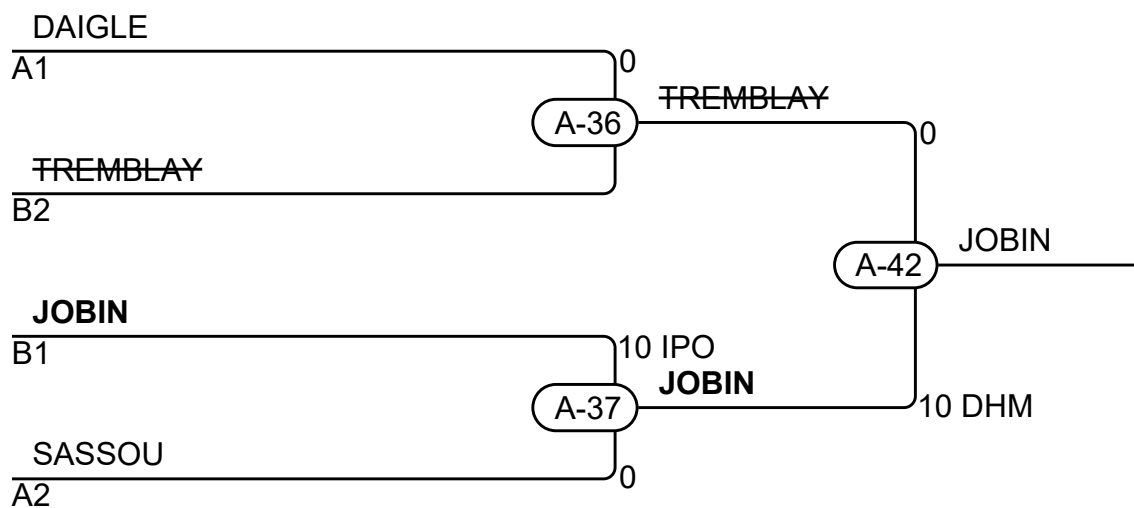 DAIGLE
A1
0
A-36
TREMBLAY
0
TREMBLAY
B2
A-42
JOBIN
JOBIN
B1
10 IPO
JOBIN
A-37
10 DHM
SASSOU
A2
0